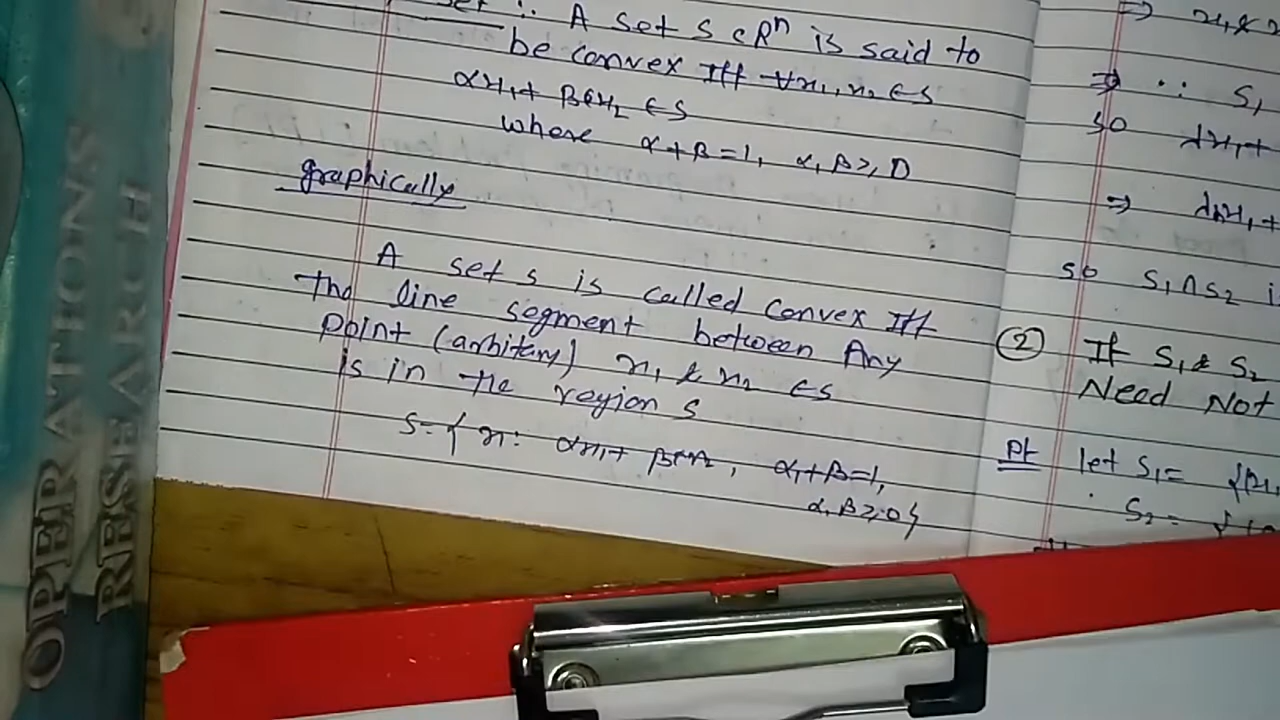 A set S ⊂ Rⁿ is said to
be convex Iff ∀ x₁, x₂ ∈ S
αx₁ + βx₂ ∈ S
where α+β=1, α, β ≥ 0
graphically
A set s is called convex Iff
the line segment between Any
point (arbitary) x₁ & x₂ ∈ S
is in the region S
S = { x : αx₁ + βx₂, α+β=1,
α, β ≥ 0}
⇒ x₁ &
⇒ ∴ S₁
so λx₁ +
⇒ λx₁ +
so S₁∩S₂ i
② If S₁ & S₂
Need Not
Pf let S₁ = {
S₂ = {
OPERATIONS
RESEARCH